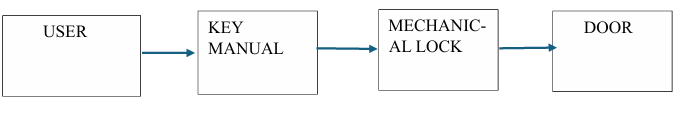 USER
KEY
MANUAL
MECHANIC-
AL LOCK
DOOR